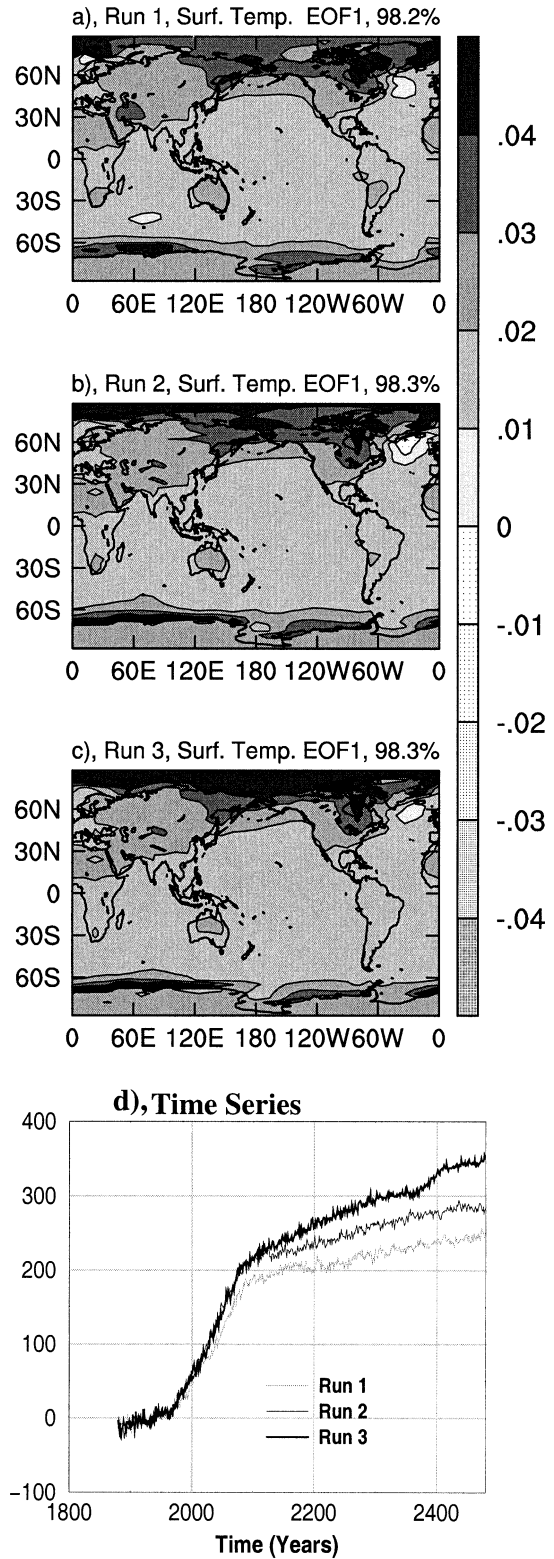 a), Run 1, Surf. Temp. EOF1, 98.2%
60N
30N
0
30S
60S
0 60E 120E 180 120W60W 0
b), Run 2, Surf. Temp. EOF1, 98.3%
60N
30N
0
30S
60S
0 60E 120E 180 120W60W 0
c), Run 3, Surf. Temp. EOF1, 98.3%
60N
30N
0
30S
60S
0 60E 120E 180 120W60W 0
.04
.03
.02
.01
0
-.01
-.02
-.03
-.04
d), Time Series
400
300
200
100
0
−100
1800 2000 2200 2400
Run 1
Run 2
Run 3
Time (Years)